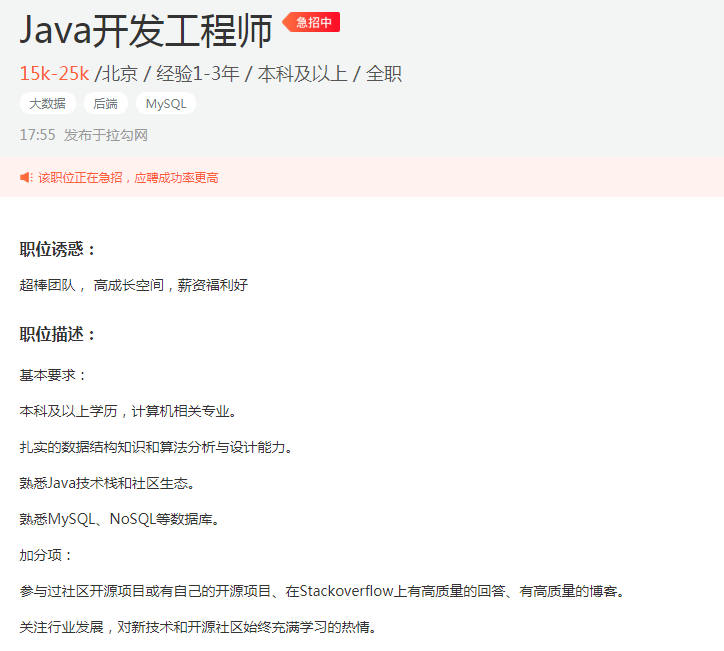 Java开发工程师 急招中
15k-25k /北京 / 经验1-3年 / 本科及以上 / 全职
大数据 后端 MySQL
17:55 发布于拉勾网
该职位正在急招，应聘成功率更高
职位诱惑：
超棒团队， 高成长空间，薪资福利好
职位描述：
基本要求：
本科及以上学历，计算机相关专业。
扎实的数据结构知识和算法分析与设计能力。
熟悉Java技术栈和社区生态。
熟悉MySQL、NoSQL等数据库。
加分项：
参与过社区开源项目或有自己的开源项目、在Stackoverflow上有高质量的回答、有高质量的博客。
关注行业发展，对新技术和开源社区始终充满学习的热情。